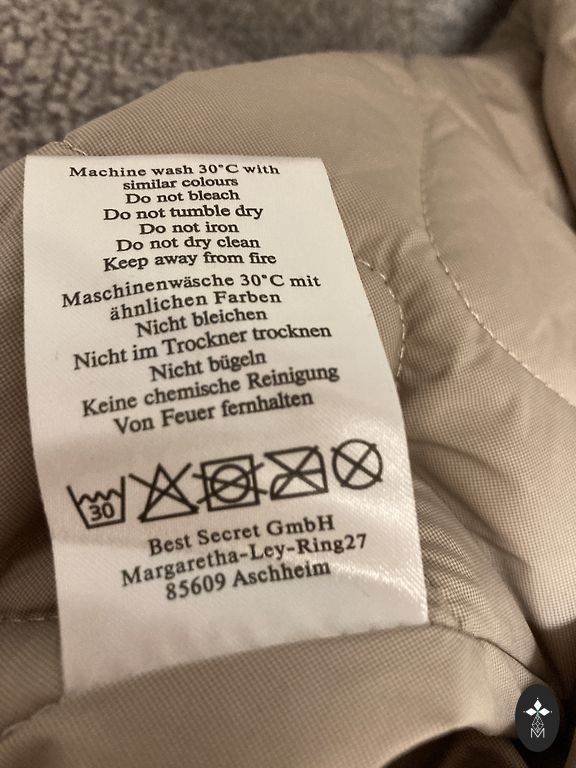 Machine wash 30°C with
similar colours
Do not bleach
Do not tumble dry
Do not iron
Do not dry clean
Keep away from fire
Maschinenwäsche 30°C mit
ähnlichen Farben
Nicht bleichen
Nicht im Trockner trocknen
Nicht bügeln
Keine chemische Reinigung
Von Feuer fernhalten
30
Best Secret GmbH
Margaretha-Ley-Ring27
85609 Aschheim
M